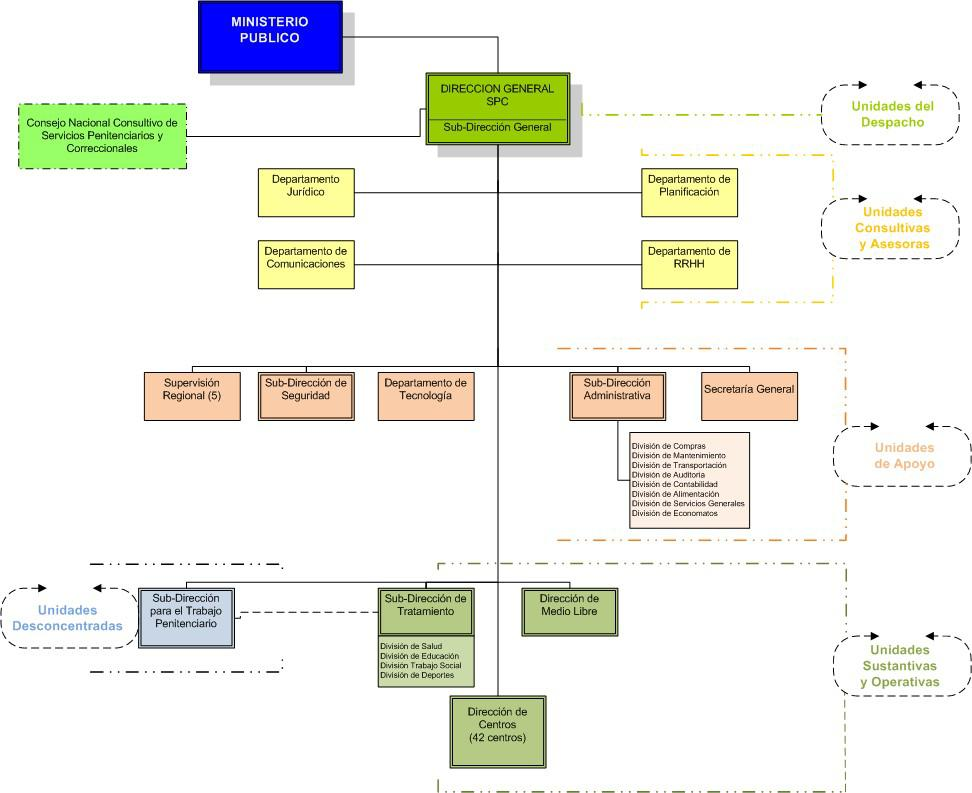 MINISTERIO
PUBLICO
DIRECCION GENERAL
SPC
Sub-Dirección General
Consejo Nacional Consultivo de
Servicios Penitenciarios y
Correccionales
Unidades del
Despacho
Departamento
Jurídico
Departamento de
Planificación
Unidades
Consultivas
y Asesoras
Departamento de
Comunicaciones
Departamento de
RRHH
Supervisión
Regional (5)
Sub-Dirección de
Seguridad
Departamento de
Tecnología
Sub-Dirección
Administrativa
Secretaría General
División de Compras
División de Mantenimiento
División de Transportación
División de Auditoria
División de Contabilidad
División de Alimentación
División de Servicios Generales
División de Economatos
Unidades
de Apoyo
Unidades
Desconcentradas
Sub-Dirección
para el Trabajo
Penitenciario
Sub-Dirección de
Tratamiento
División de Salud
División de Educación
División Trabajo Social
División de Deportes
Dirección de
Medio Libre
Unidades
Sustantivas
y Operativas
Dirección de
Centros
(42 centros)